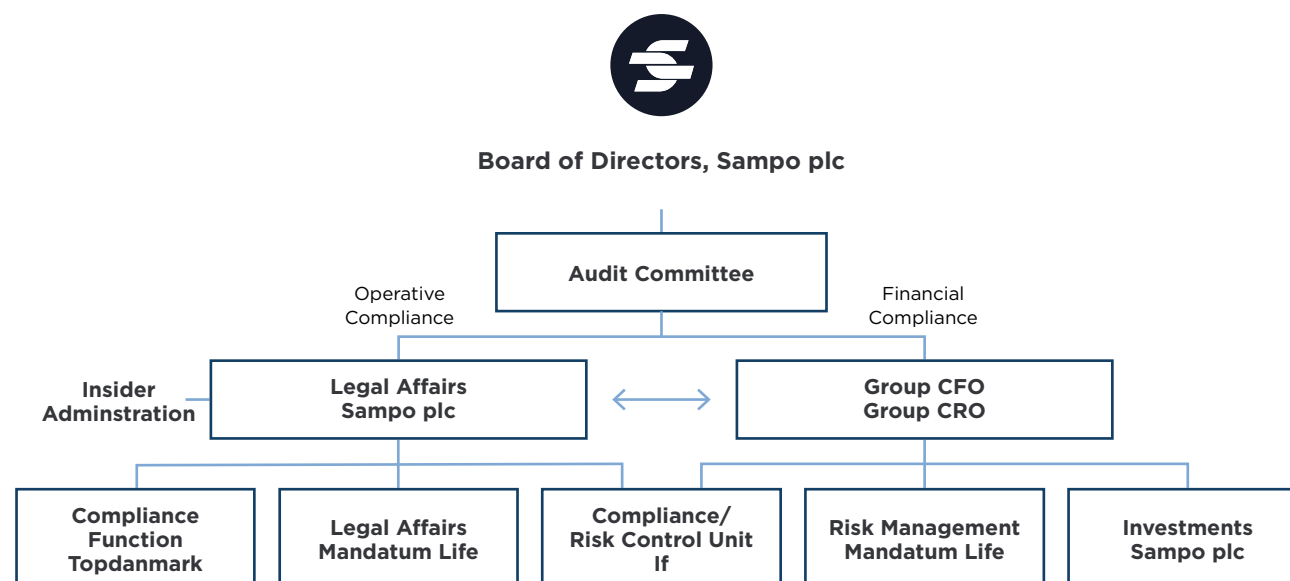 Board of Directors, Sampo plc
Audit Committee
Operative
Compliance
Financial
Compliance
Insider
Adminstration
Legal Affairs
Sampo plc
Group CFO
Group CRO
Compliance
Function
Topdanmark
Legal Affairs
Mandatum Life
Compliance/
Risk Control Unit
If
Risk Management
Mandatum Life
Investments
Sampo plc